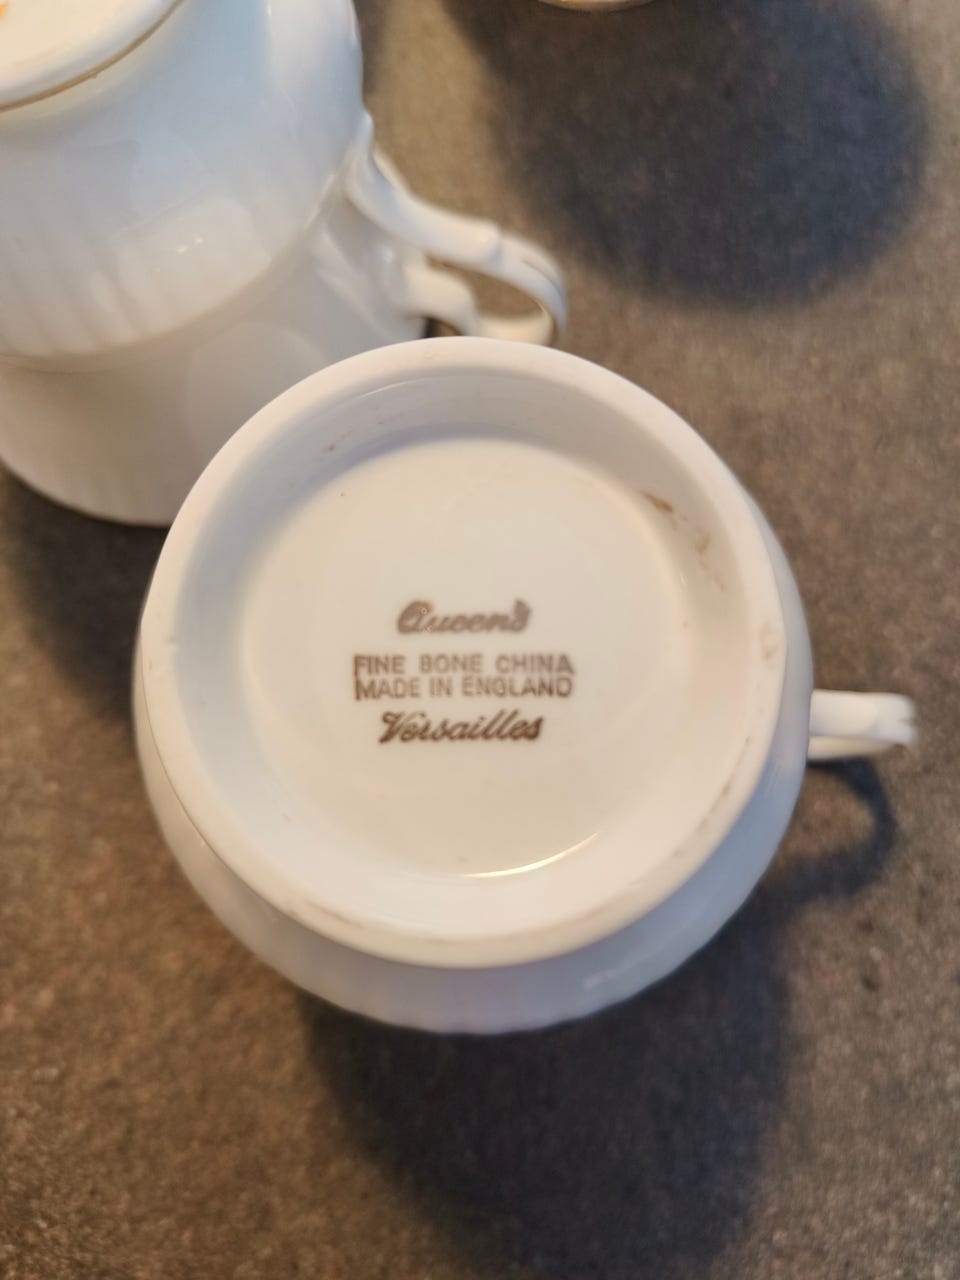 Queen's
FINE BONE CHINA
MADE IN ENGLAND
Versailles